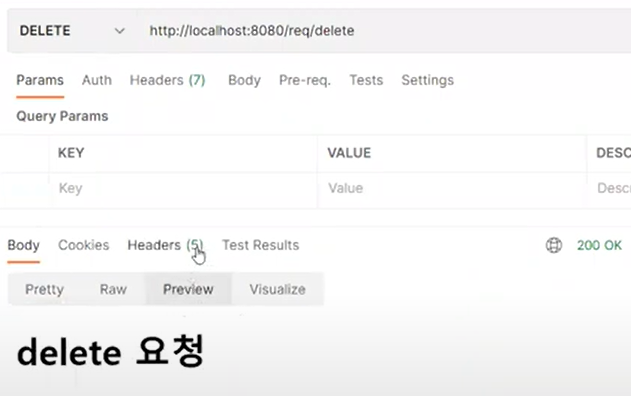 DELETE http://localhost:8080/req/delete
Params Auth Headers (7) Body Pre-req. Tests Settings
Query Params
KEY VALUE DESC
Key Value Descr
Body Cookies Headers (5) Test Results 200 OK
Pretty Raw Preview Visualize
delete 요청